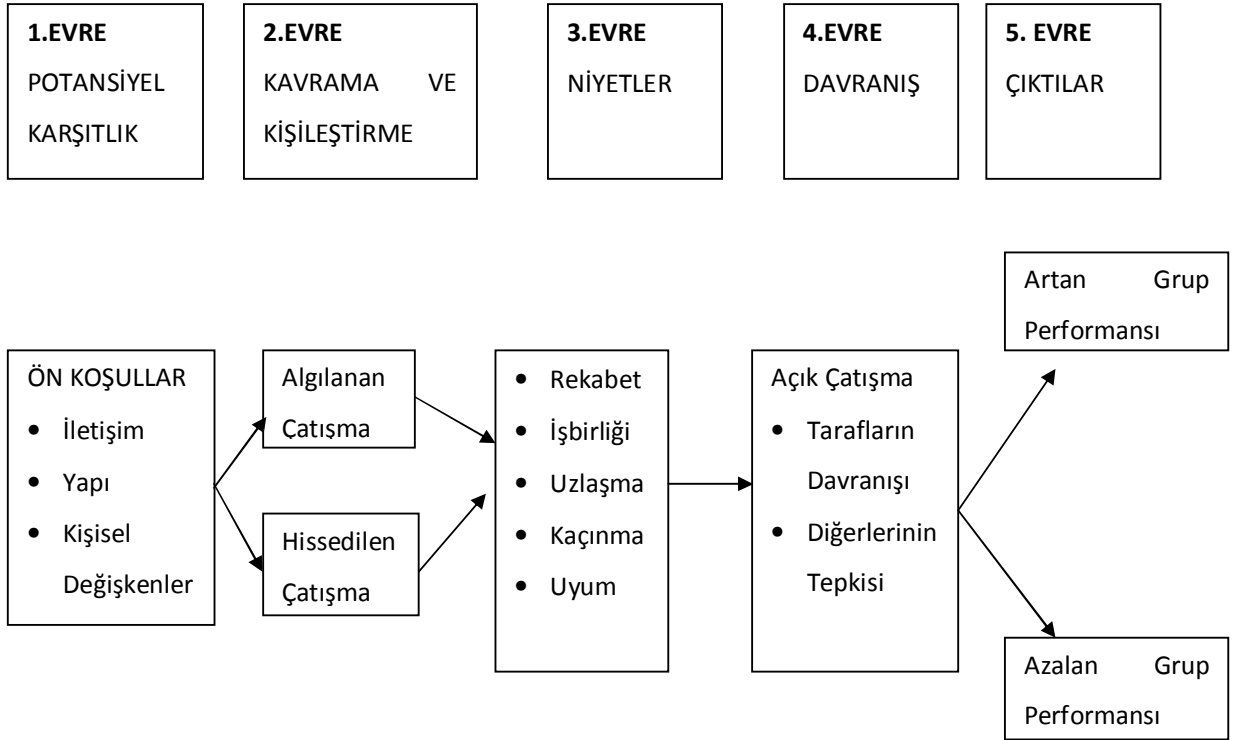 1.EVRE
POTANSİYEL
KARŞITLIK
2.EVRE
KAVRAMA VE
KİŞİLEŞTİRME
3.EVRE
NİYETLER
4.EVRE
DAVRANIŞ
5. EVRE
ÇIKTILAR
ÖN KOŞULLAR
• İletişim
• Yapı
• Kişisel
Değişkenler
Algılanan
Çatışma
Hissedilen
Çatışma
• Rekabet
• İşbirliği
• Uzlaşma
• Kaçınma
• Uyum
Açık Çatışma
• Tarafların
Davranışı
• Diğerlerinin
Tepkisi
Artan Grup
Performansı
Azalan Grup
Performansı